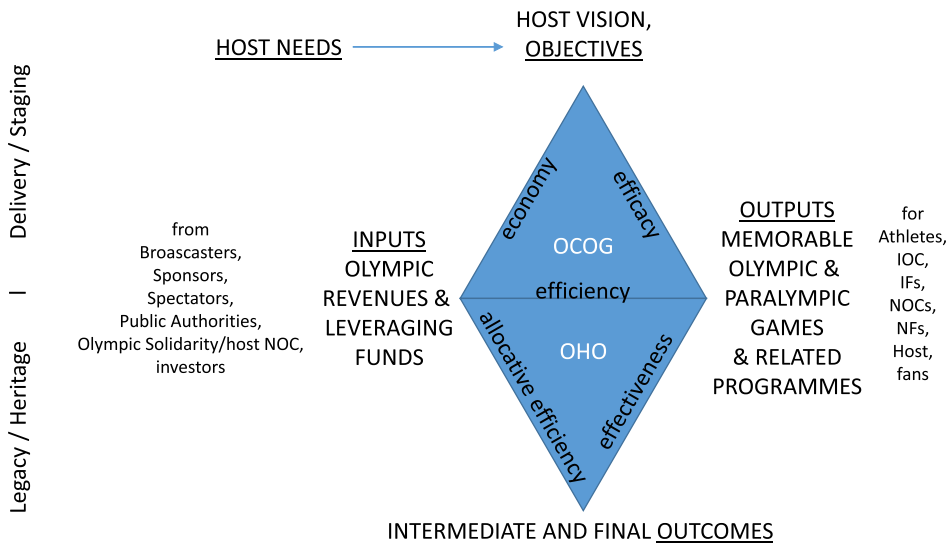 HOST NEEDS
HOST VISION,
OBJECTIVES
Delivery / Staging
I
Legacy / Heritage
from
Broascasters,
Sponsors,
Spectators,
Public Authorities,
Olympic Solidarity/host NOC,
investors
INPUTS
OLYMPIC
REVENUES &
LEVERAGING
FUNDS
economy
efficacy
OCOG
efficiency
OHO
allocative efficiency
effectiveness
OUTPUTS
MEMORABLE
OLYMPIC &
PARALYMPIC
GAMES
& RELATED
PROGRAMMES
for
Athletes,
IOC,
IFs,
NOCs,
NFs,
Host,
fans
INTERMEDIATE AND FINAL OUTCOMES